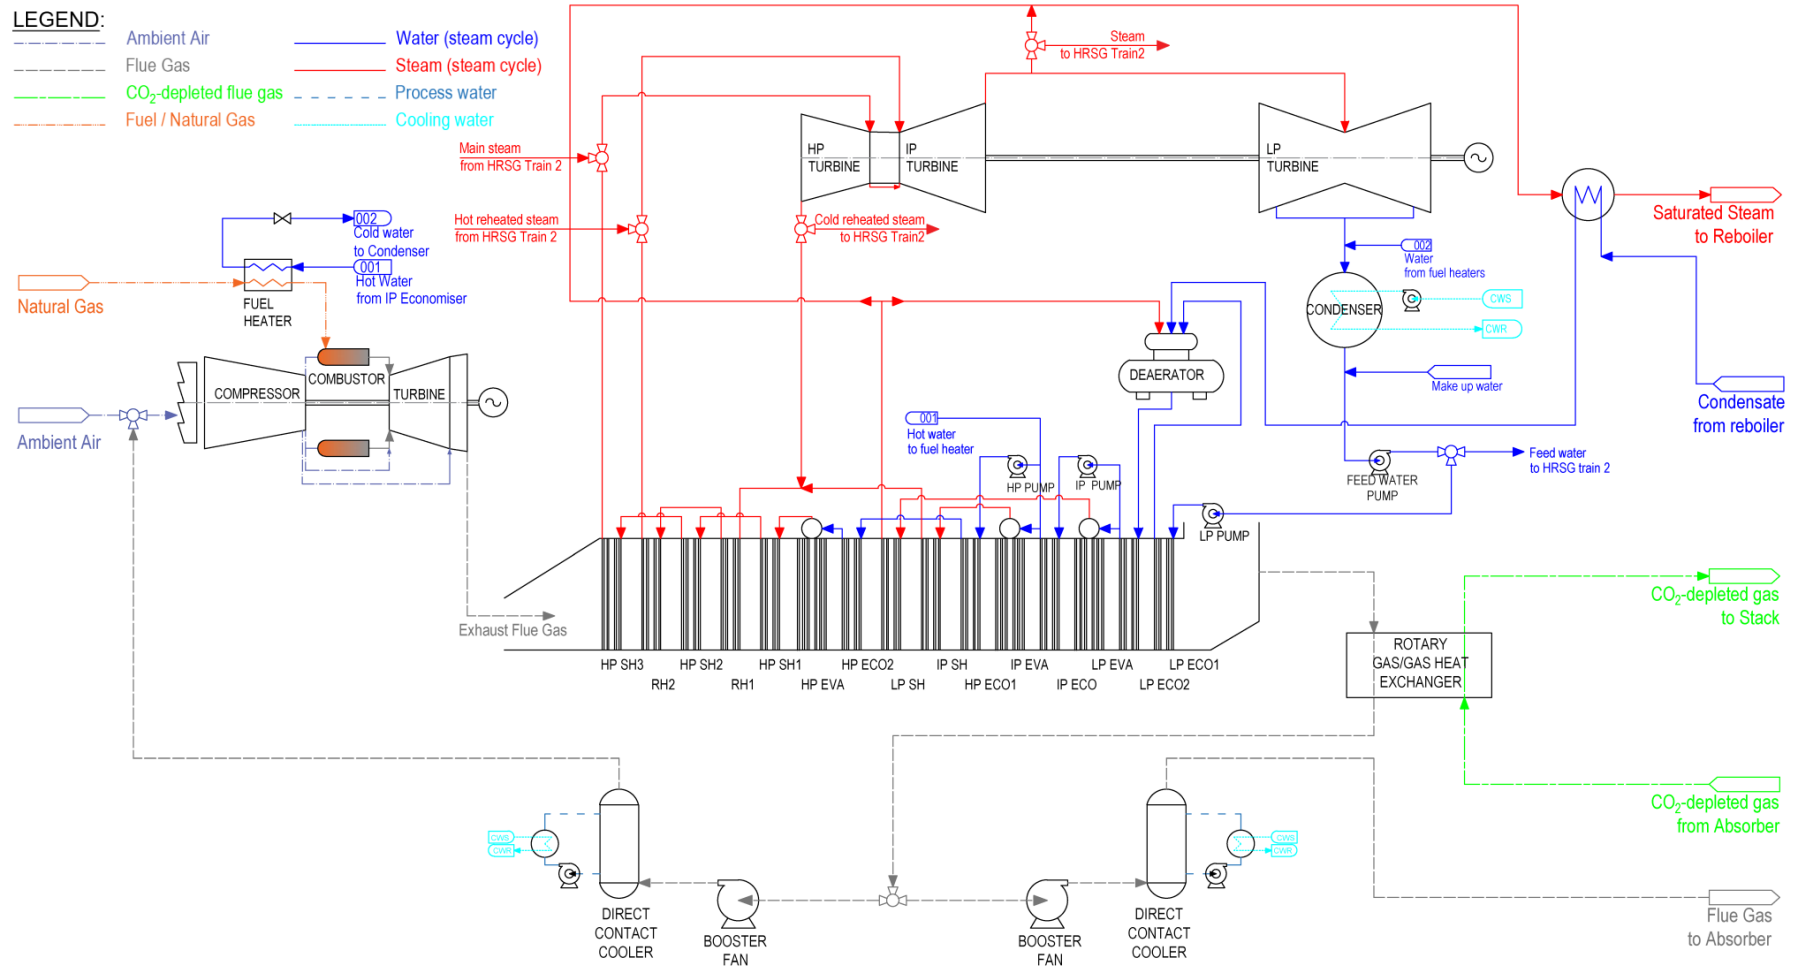 LEGEND:
Ambient Air
Flue Gas
CO2-depleted flue gas
Fuel / Natural Gas
Water (steam cycle)
Steam (steam cycle)
Process water
Cooling water
Steam
to HRSG Train2
Main steam
from HRSG Train 2
HP
TURBINE
IP
TURBINE
LP
TURBINE
Hot reheated steam
from HRSG Train 2
Cold reheated steam
to HRSG Train2
Saturated Steam
to Reboiler
002
Cold water
to Condenser
001
Hot Water
from IP Economiser
002
Water
from fuel heaters
Natural Gas
FUEL
HEATER
CONDENSER
CWS
CWR
DEAERATOR
Make up water
Condensate
from reboiler
COMPRESSOR
COMBUSTOR
TURBINE
Ambient Air
001
Hot water
to fuel heater
HP PUMP
IP PUMP
FEED WATER
PUMP
Feed water
to HRSG train 2
LP PUMP
Exhaust Flue Gas
HP SH3
HP SH2
HP SH1
HP ECO2
IP SH
IP EVA
LP EVA
LP ECO1
RH2
RH1
HP EVA
LP SH
HP ECO1
IP ECO
LP ECO2
ROTARY
GAS/GAS HEAT
EXCHANGER
CO2-depleted gas
to Stack
CO2-depleted gas
from Absorber
CWS
CWR
CWS
CWR
DIRECT
CONTACT
COOLER
BOOSTER
FAN
BOOSTER
FAN
DIRECT
CONTACT
COOLER
Flue Gas
to Absorber